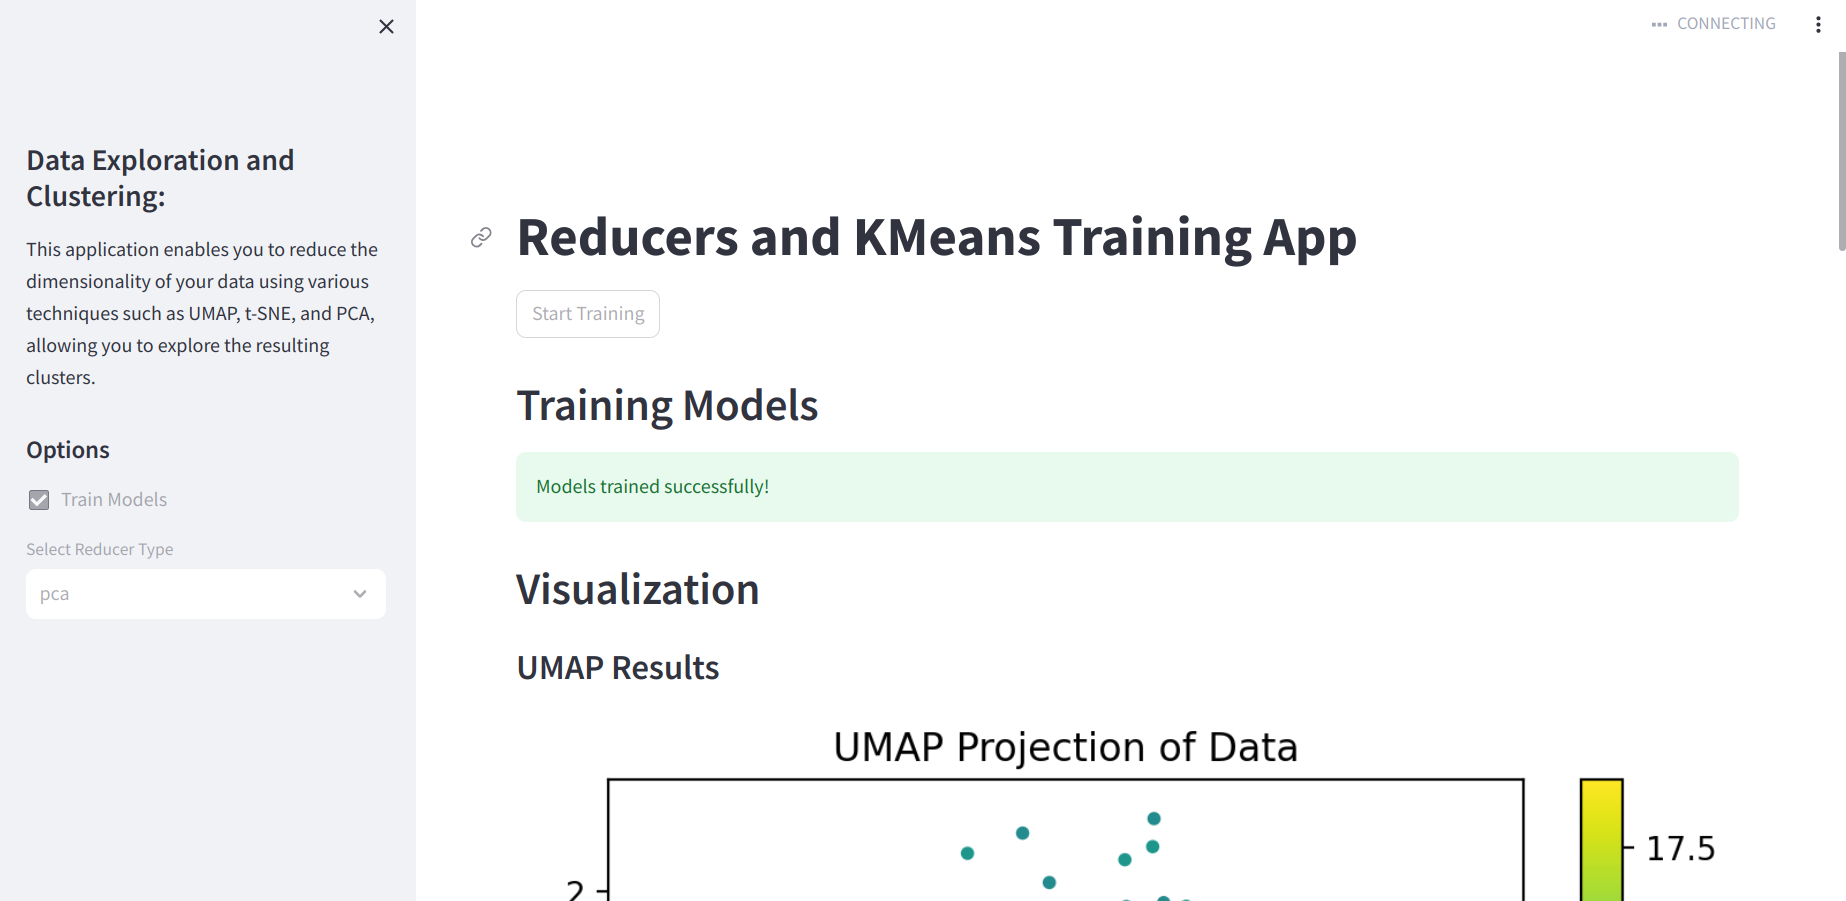 CONNECTING
Data Exploration and
Clustering:
This application enables you to reduce the
dimensionality of your data using various
techniques such as UMAP, t-SNE, and PCA,
allowing you to explore the resulting
clusters.
Options
Train Models
Select Reducer Type
pca
Reducers and KMeans Training App
Start Training
Training Models
Models trained successfully!
Visualization
UMAP Results
UMAP Projection of Data
17.5
2